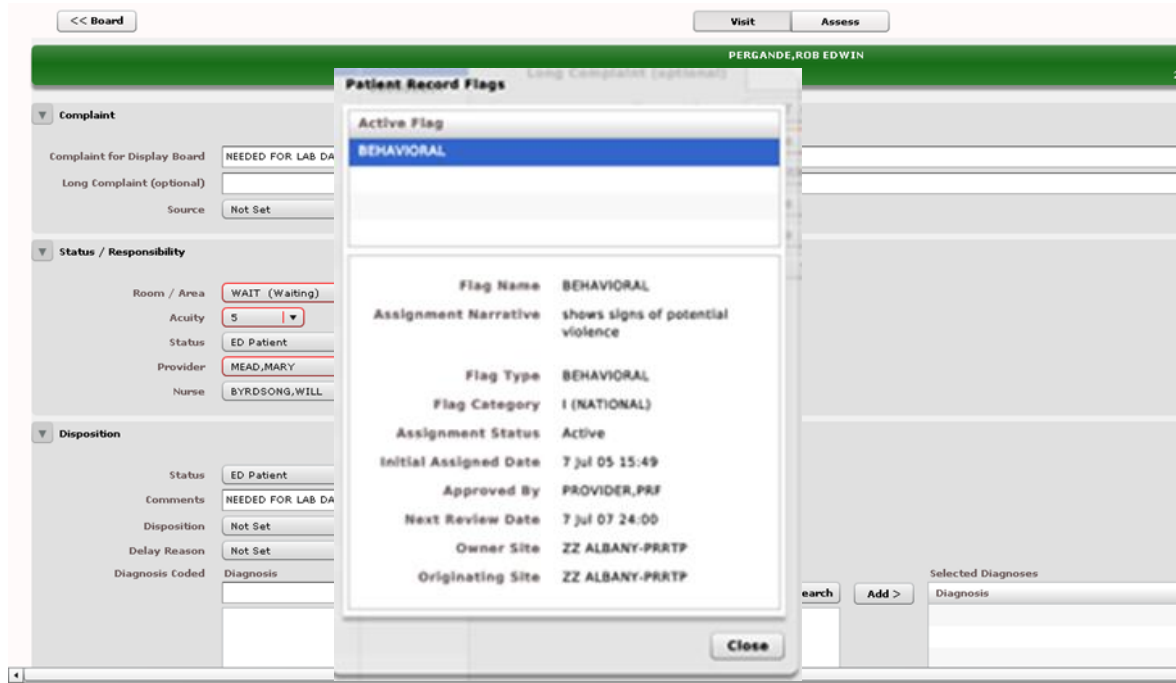 << Board
Visit Assess
PERGANDE,ROB EDWIN
Long Complaint (optional)
Patient Record Flags
Active Flag
BEHAVIORAL
Complaint
Complaint for Display Board NEEDED FOR LAB DA
Long Complaint (optional)
Source Not Set
Status / Responsibility
Room / Area WAIT (Waiting)
Acuity 5
Status ED Patient
Provider MEAD,MARY
Nurse BYRDSONG,WILL
Flag Name BEHAVIORAL
Assignment Narrative shows signs of potential
violence
Flag Type BEHAVIORAL
Flag Category I (NATIONAL)
Assignment Status Active
Initial Assigned Date 7 Jul 05 15:49
Approved By PROVIDER,PRF
Next Review Date 7 Jul 07 24:00
Owner Site ZZ ALBANY-PRRTP
Originating Site ZZ ALBANY-PRRTP
Close
Disposition
Status ED Patient
Comments NEEDED FOR LAB DA
Disposition Not Set
Delay Reason Not Set
Diagnosis Coded Diagnosis
earch Add >
Selected Diagnoses
Diagnosis